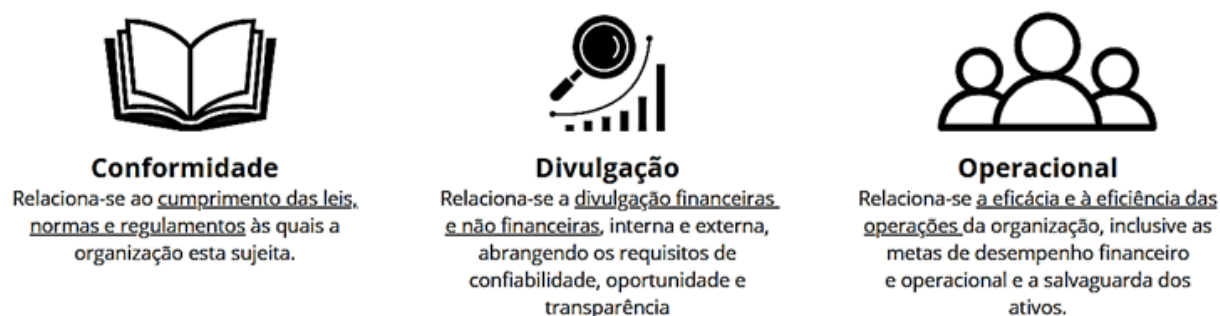 Conformidade
Relaciona-se ao cumprimento das leis,
normas e regulamentos às quais a
organização esta sujeita.
Divulgação
Relaciona-se a divulgação financeiras
e não financeiras, interna e externa,
abrangendo os requisitos de
confiabilidade, oportunidade e
transparência
Operacional
Relaciona-se a eficácia e à eficiência das
operações da organização, inclusive as
metas de desempenho financeiro
e operacional e a salvaguarda dos
ativos.